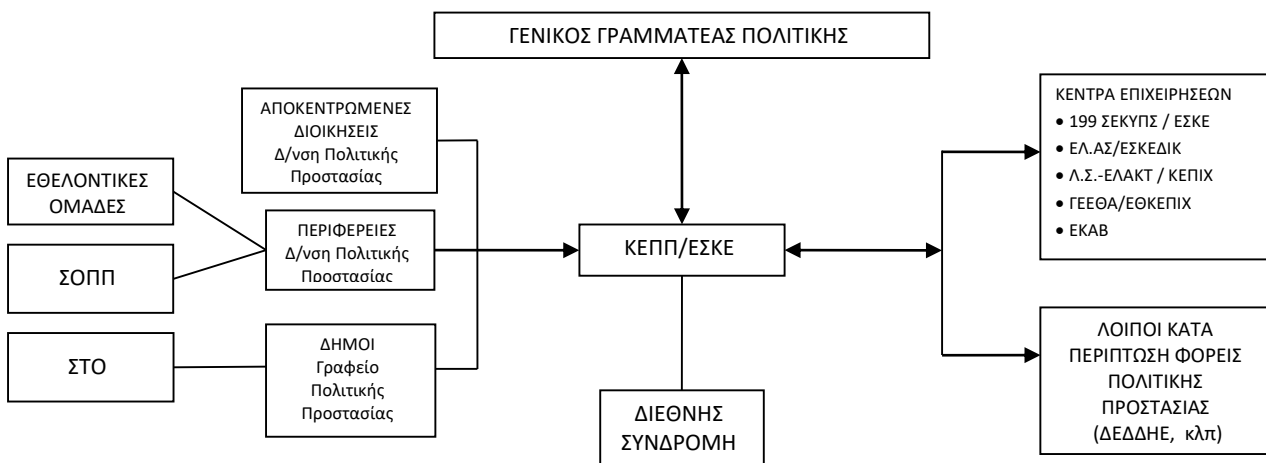 ΓΕΝΙΚΟΣ ΓΡΑΜΜΑΤΕΑΣ ΠΟΛΙΤΙΚΗΣ
ΑΠΟΚΕΝΤΡΩΜΕΝΕΣ
ΔΙΟΙΚΗΣΕΙΣ
Δ/νση Πολιτικής
Προστασίας
ΕΘΕΛΟΝΤΙΚΕΣ
ΟΜΑΔΕΣ
ΣΟΠΠ
ΣΤΟ
ΠΕΡΙΦΕΡΕΙΕΣ
Δ/νση Πολιτικής
Προστασίας
ΔΗΜΟΙ
Γραφείο
Πολιτικής
Προστασίας
ΚΕΠΠ/ΕΣΚΕ
ΔΙΕΘΝΗΣ
ΣΥΝΔΡΟΜΗ
ΚΕΝΤΡΑ ΕΠΙΧΕΙΡΗΣΕΩΝ
• 199 ΣΕΚΥΠΣ / ΕΣΚΕ
• ΕΛ.ΑΣ/ΕΣΚΕΔΙΚ
• Λ.Σ.-ΕΛΑΚΤ / ΚΕΠΙΧ
• ΓΕΕΘΑ/ΕΘΚΕΠΙΧ
• ΕΚΑΒ
ΛΟΙΠΟΙ ΚΑΤΑ
ΠΕΡΙΠΤΩΣΗ ΦΟΡΕΙΣ
ΠΟΛΙΤΙΚΗΣ
ΠΡΟΣΤΑΣΙΑΣ
(ΔΕΔΔΗΕ, κλπ)